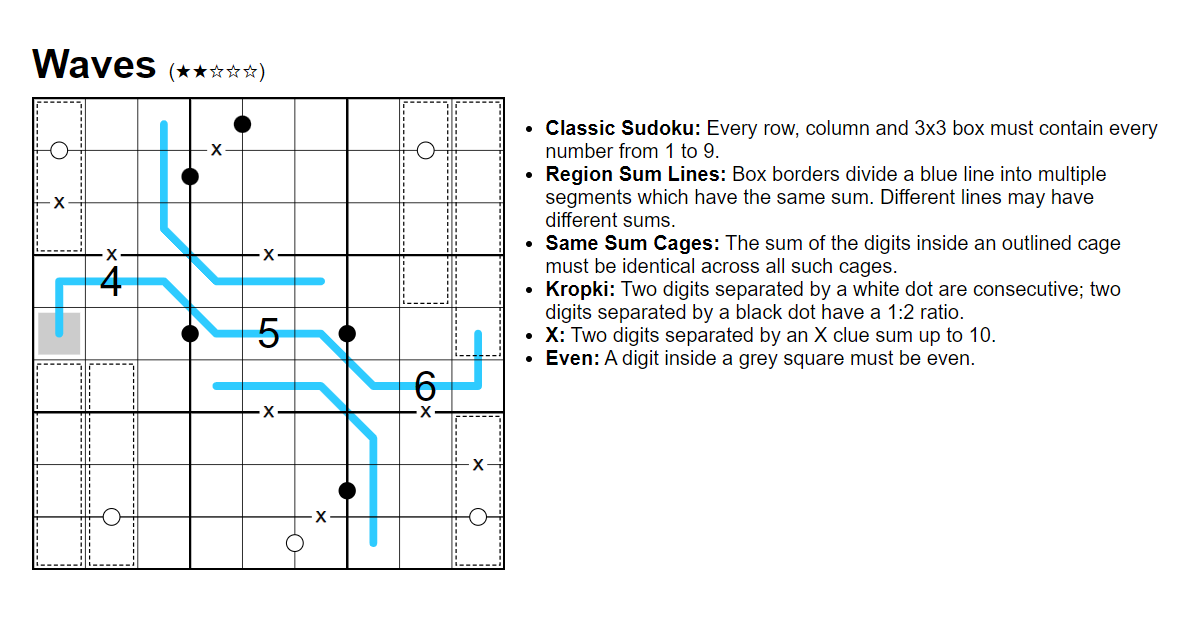 Waves (★★☆☆☆)
X
X
X
X
4
5
6
X
X
X
X
• Classic Sudoku: Every row, column and 3x3 box must contain every
number from 1 to 9.
• Region Sum Lines: Box borders divide a blue line into multiple
segments which have the same sum. Different lines may have
different sums.
• Same Sum Cages: The sum of the digits inside an outlined cage
must be identical across all such cages.
• Kropki: Two digits separated by a white dot are consecutive; two
digits separated by a black dot have a 1:2 ratio.
• X: Two digits separated by an X clue sum up to 10.
• Even: A digit inside a grey square must be even.